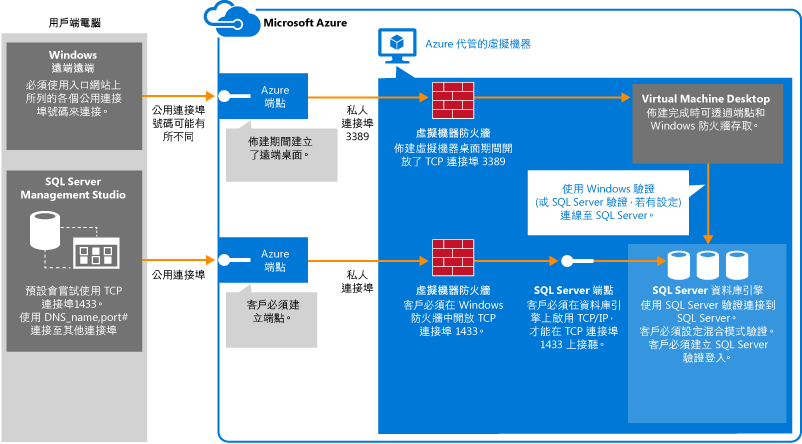 用戶端電腦
Microsoft Azure
Azure 代管的虛擬機器
Windows
遠端遠端
必須使用入口網站上
所列的各個公用連接
埠號碼來連接。
公用連接埠
號碼可能有
所不同
Azure
端點
佈建期間建立
了遠端桌面。
私人
連接埠
3389
虛擬機器防火牆
佈建虛擬機器桌面期間開
放了 TCP 連接埠 3389
Virtual Machine Desktop
佈建完成時可透過端點和
Windows 防火牆存取。
使用 Windows 驗證
(或 SQL Server 驗證,若有設定)
連線至 SQL Server。
SQL Server
Management Studio
預設會嘗試使用 TCP
連接埠1433。
使用 DNS_name,port#
連接至其他連接埠
公用連接埠
Azure
端點
客戶必須建
立端點。
私人
連接埠
虛擬機器防火牆
客戶必須在 Windows
防火牆中開放 TCP
連接埠 1433。
SQL Server 端點
客戶必須在資料庫引
擎上啟用 TCP/IP,
才能在 TCP 連接埠
1433 上接聽。
SQL Server 資料庫引擎
使用 SQL Server 驗證連接到
SQL Server。
客戶必須設定混合模式驗證。
客戶必須建立 SQL Server
驗證登入。